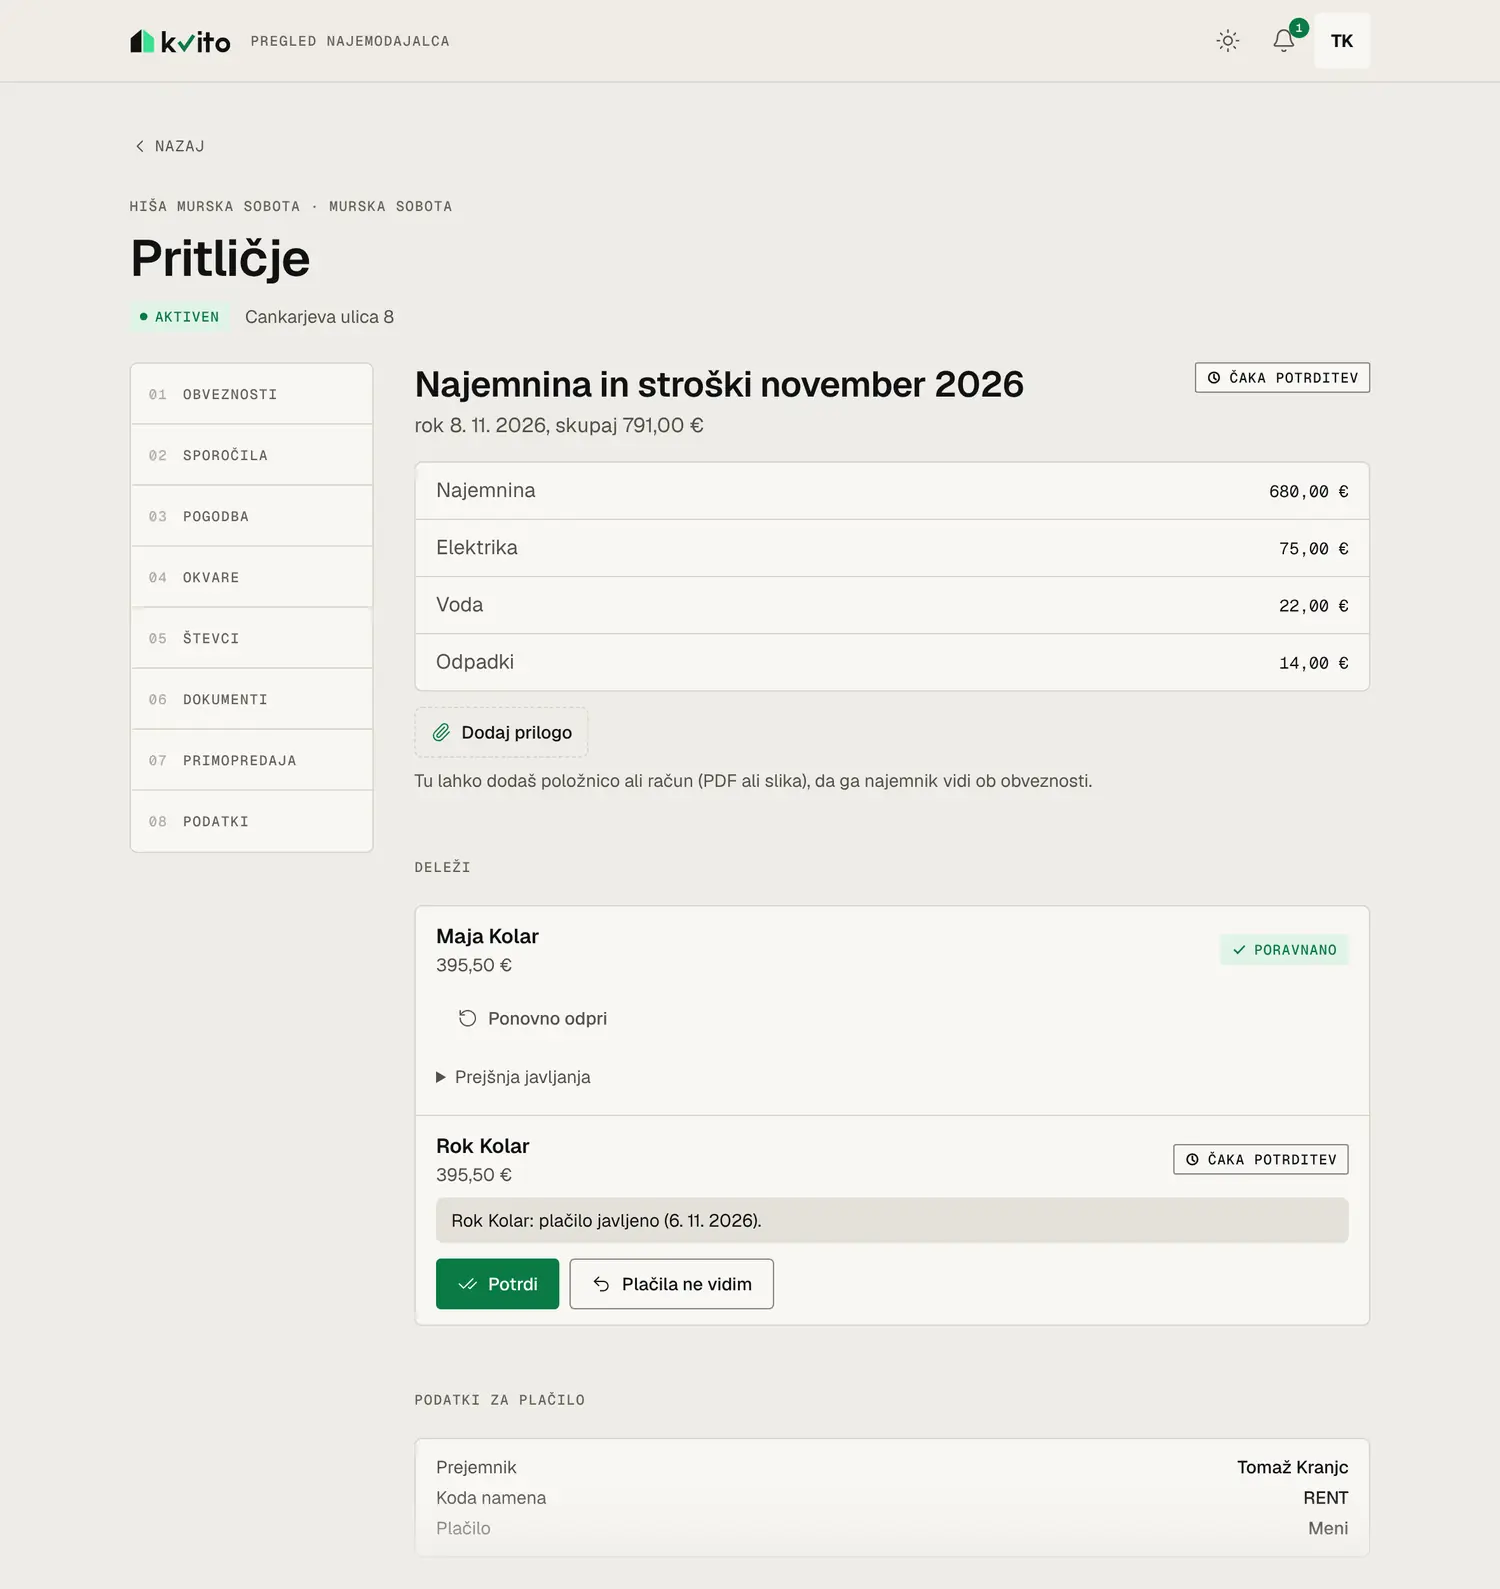 kvito PREGLED NAJEMODAJALCA
1
TK
NAZAJ
HIŠA MURSKA SOBOTA · MURSKA SOBOTA
Pritličje
AKTIVEN Cankarjeva ulica 8
01 OBVEZNOSTI
02 SPOROČILA
03 POGODBA
04 OKVARE
05 ŠTEVCI
06 DOKUMENTI
07 PRIMOPREDAJA
08 PODATKI
Najemnina in stroški november 2026
ČAKA POTRDITEV
rok 8. 11. 2026, skupaj 791,00 €
Najemnina 680,00 €
Elektrika 75,00 €
Voda 22,00 €
Odpadki 14,00 €
Dodaj prilogo
Tu lahko dodaš položnico ali račun (PDF ali slika), da ga najemnik vidi ob obveznosti.
DELEŽI
Maja Kolar
395,50 €
PORAVNANO
Ponovno odpri
Prejšnja javljanja
Rok Kolar
395,50 €
ČAKA POTRDITEV
Rok Kolar: plačilo javljeno (6. 11. 2026).
Potrdi
Plačila ne vidim
PODATKI ZA PLAČILO
Prejemnik Tomaž Kranjc
Koda namena RENT
Plačilo Meni